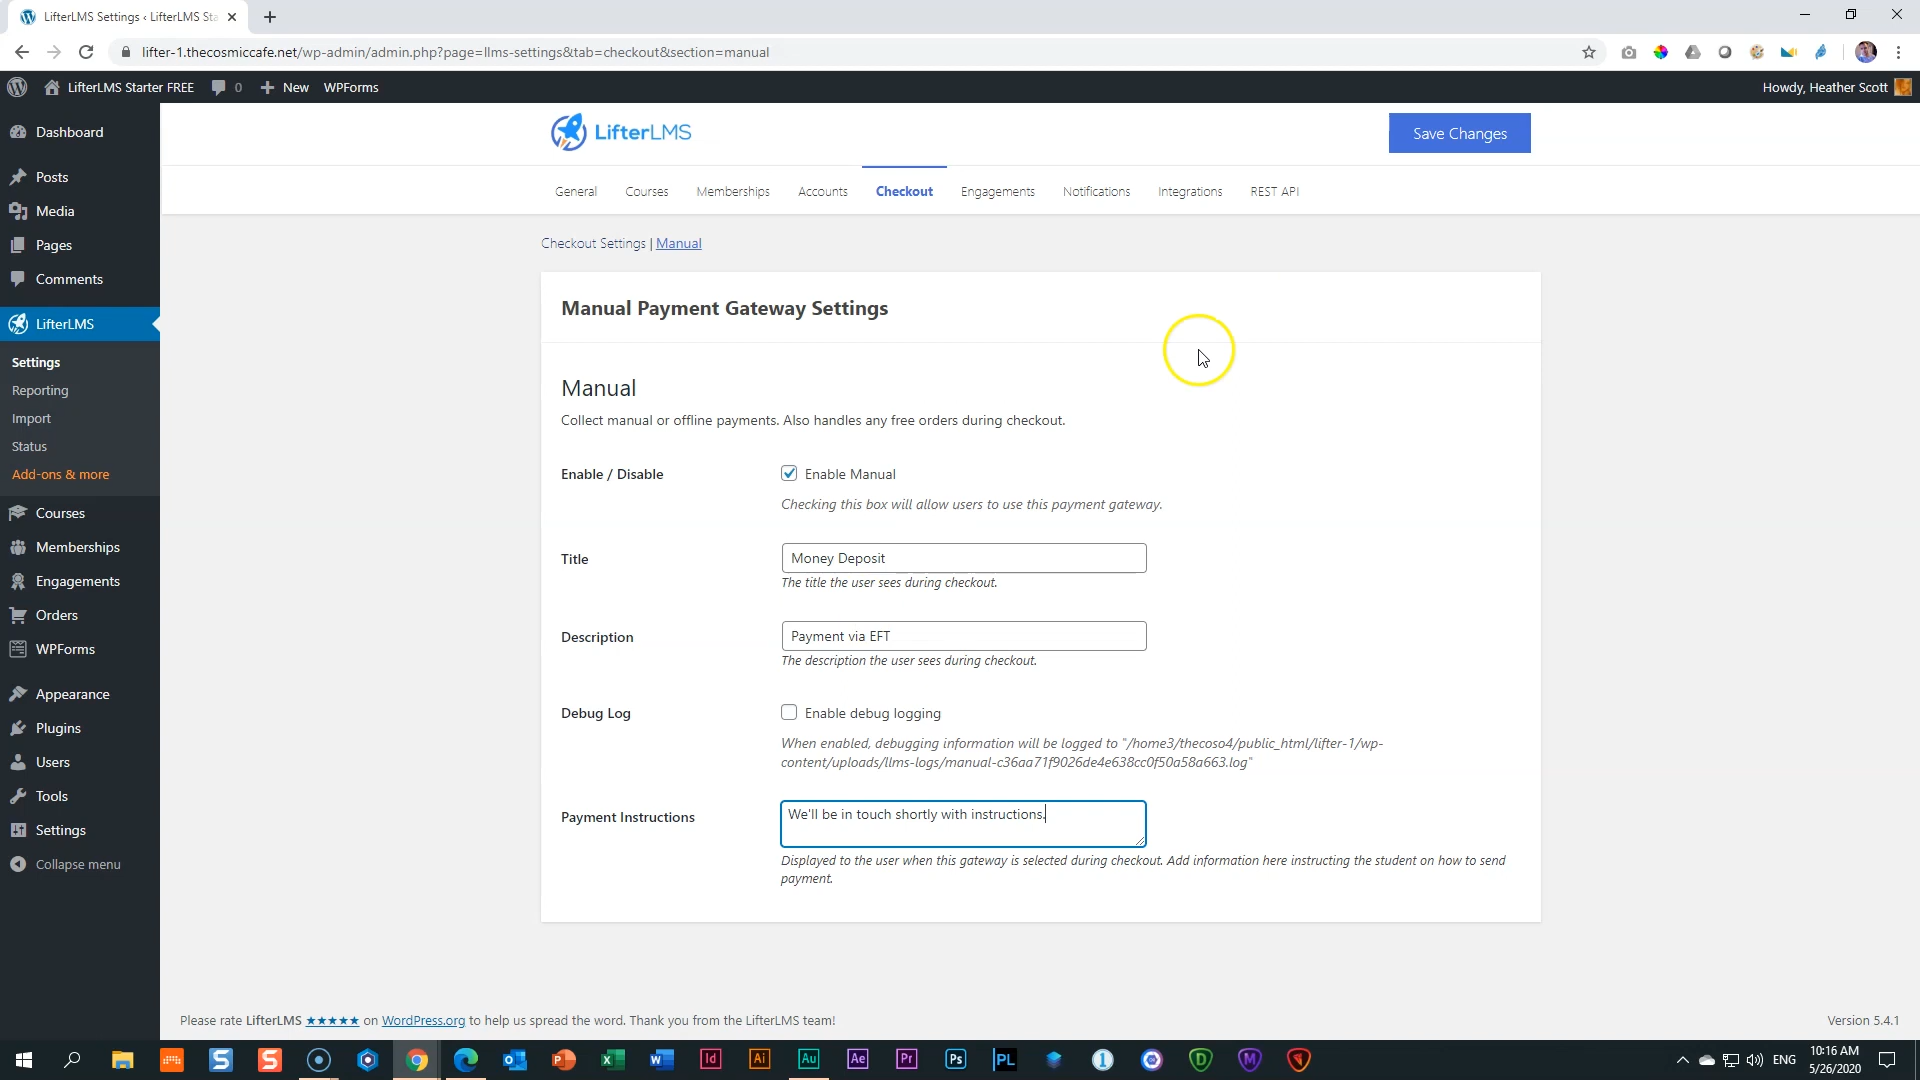 LifterLMS Settings ‹ LifterLMS Sta
lifter-1.thecosmiccafe.net/wp-admin/admin.php?page=llms-settings&tab=checkout&section=manual
LifterLMS Starter FREE
0
New
WPForms
Howdy, Heather Scott
Dashboard
Posts
Media
Pages
Comments
LifterLMS
Settings
Reporting
Import
Status
Add-ons & more
Courses
Memberships
Engagements
Orders
WPForms
Appearance
Plugins
Users
Tools
Settings
Collapse menu
LifterLMS
Save Changes
General Courses Memberships Accounts Checkout Engagements Notifications Integrations REST API
Checkout Settings | Manual
Manual Payment Gateway Settings
Manual
Collect manual or offline payments. Also handles any free orders during checkout.
Enable / Disable
Enable Manual
Checking this box will allow users to use this payment gateway.
Title
Money Deposit
The title the user sees during checkout.
Description
Payment via EFT
The description the user sees during checkout.
Debug Log
Enable debug logging
When enabled, debugging information will be logged to "/home3/thecoso4/public_html/lifter-1/wp-
content/uploads/llms-logs/manual-c36aa71f9026de4e638cc0f50a58a663.log"
Payment Instructions
We'll be in touch shortly with instructions.
Displayed to the user when this gateway is selected during checkout. Add information here instructing the student on how to send
payment.
Please rate LifterLMS ★★★★★ on WordPress.org to help us spread the word. Thank you from the LifterLMS team!
Version 5.4.1
S
S
P
X
W
Id
Ai
Au
Ae
Pr
Ps
PL
D
M
ENG
10:16 AM
5/26/2020